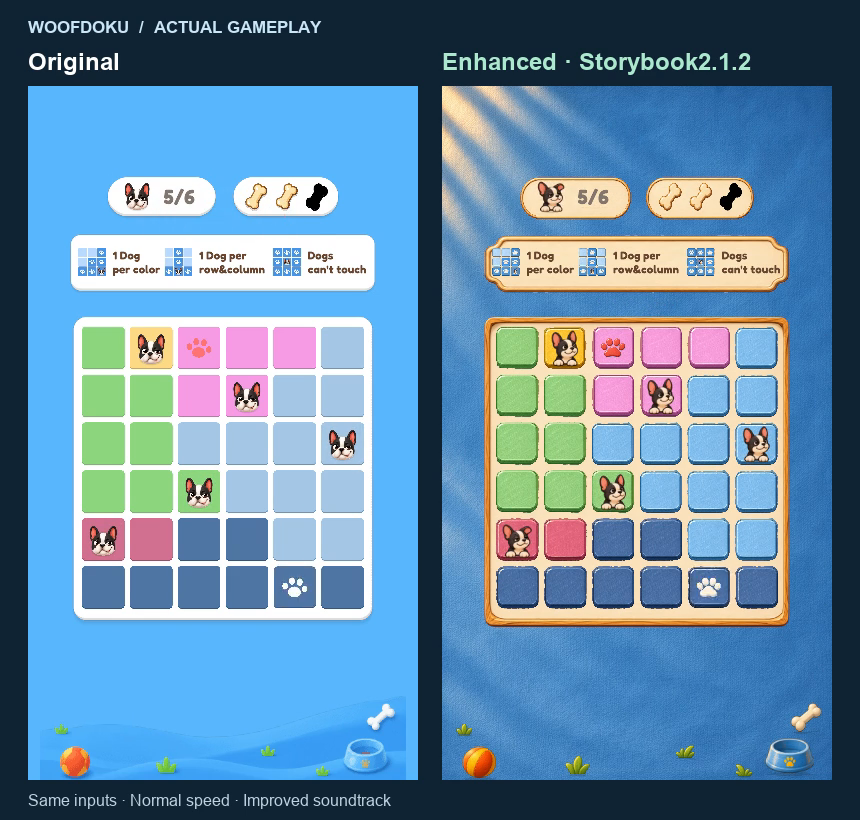 WOOFDOKU / ACTUAL GAMEPLAY
Original
Enhanced · Storybook2.1.2
5/6
5/6
1 Dog
per color
1 Dog per
row&column
Dogs
can't touch
1 Dog
per color
1 Dog per
row&column
Dogs
can't touch
Same inputs · Normal speed · Improved soundtrack